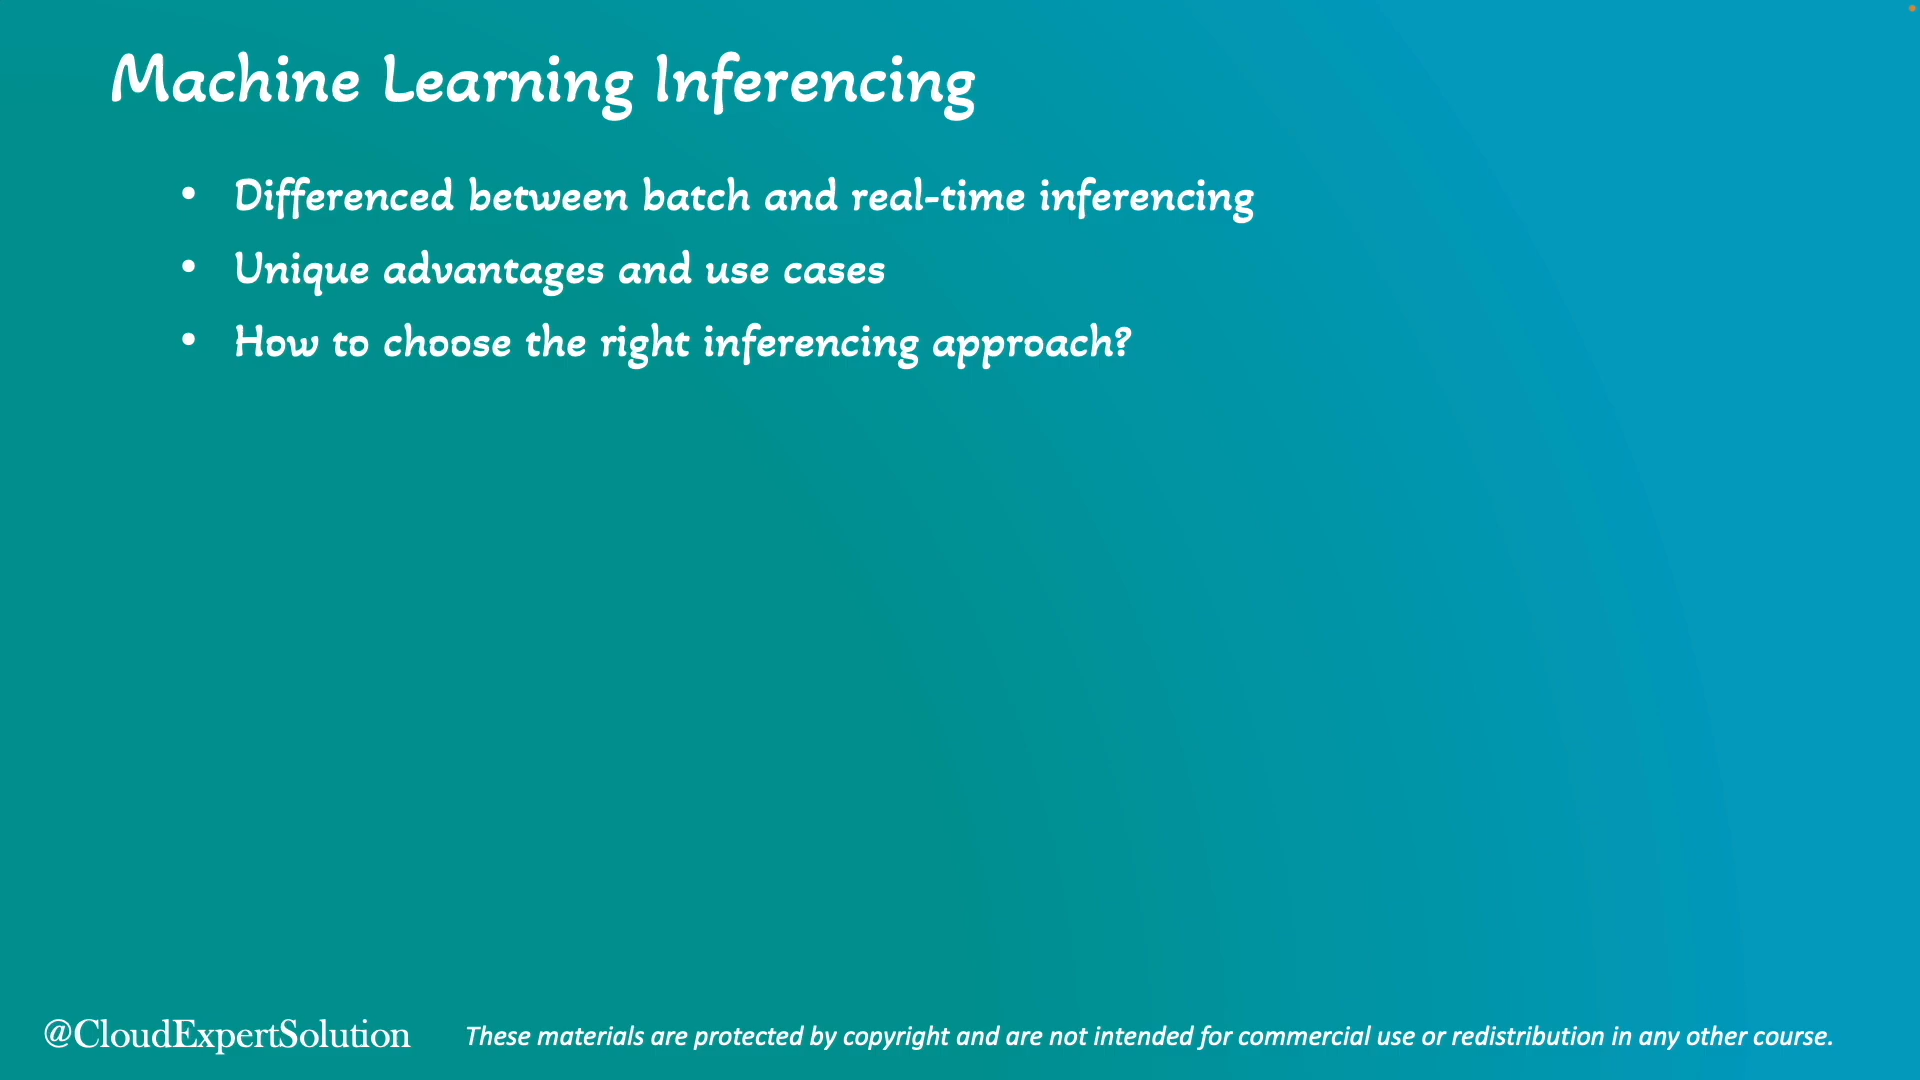 Machine Learning Inferencing
• Differenced between batch and real-time inferencing
• Unique advantages and use cases
• How to choose the right inferencing approach?
@CloudExpertSolution These materials are protected by copyright and are not intended for commercial use or redistribution in any other course.